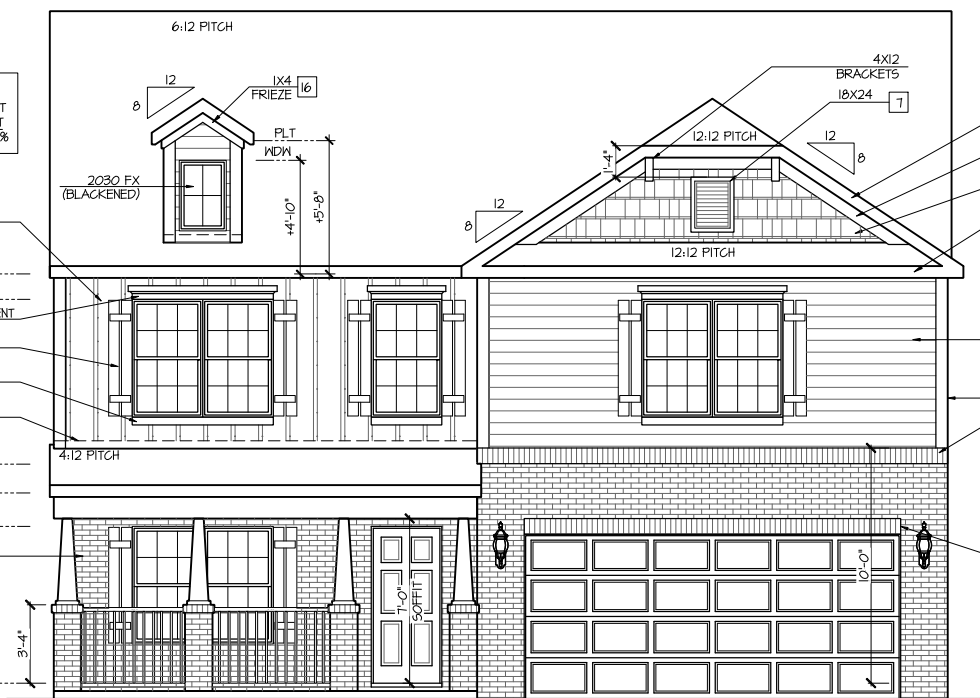 6:12 PITCH
4X12
BRACKETS
T
T
%
12
8
1X4
FRIEZE
16
18X24
7
PLT
WDW
12:12 PITCH
12
8
1'-4"
2030 FX
(BLACKENED)
+4'-10"
+5'-8"
12
8
12:12 PITCH
ENT
4:12 PITCH
10'-0"
7'-0"
SOFFIT
3'-4"